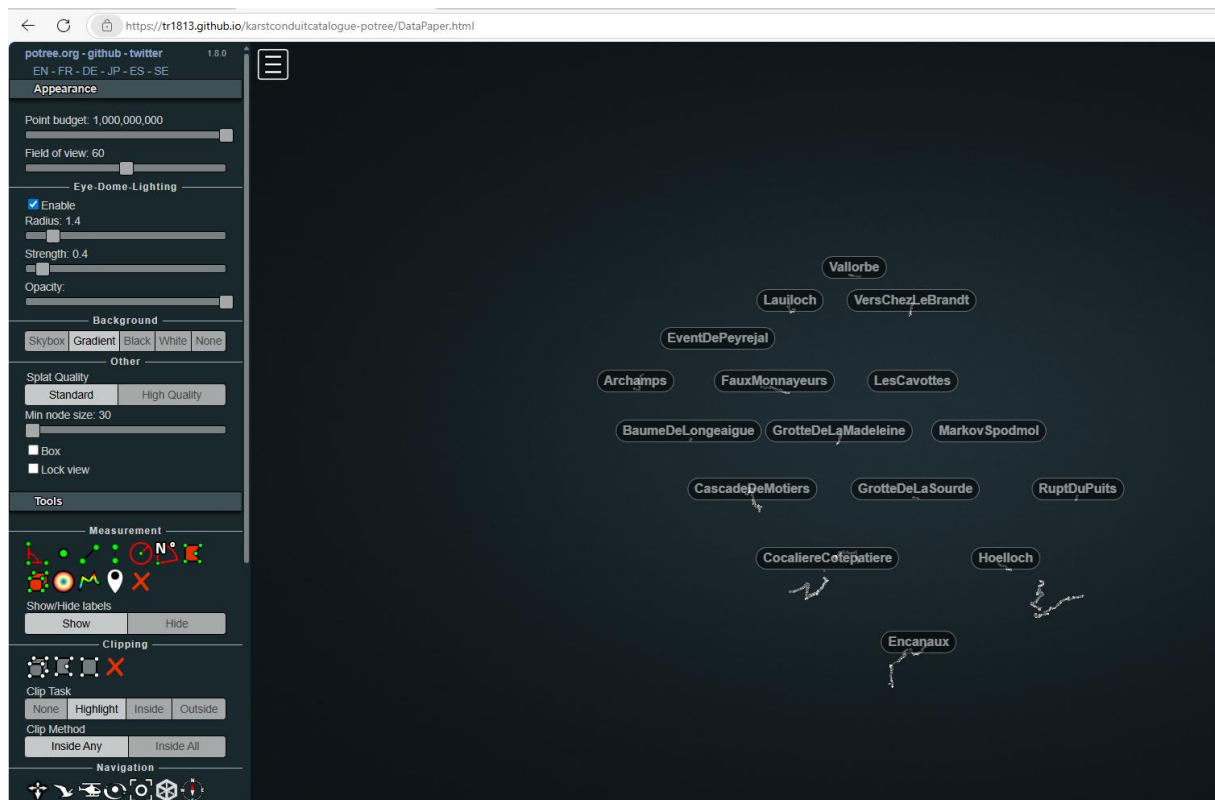 https://tr1813.github.io/karstconduitcatalogue-potree/DataPaper.html
potree.org - github - twitter 1.8.0
EN - FR - DE - JP - ES - SE
Appearance
Point budget: 1,000,000,000
Field of view: 60
Eye-Dome-Lighting
Enable
Radius: 1.4
Strength: 0.4
Opacity:
Background
Skybox Gradient Black White None
Other
Splat Quality
Standard High Quality
Min node size: 30
Box
Lock view
Tools
Measurement
N°
Show/Hide labels
Show Hide
Clipping
Clip Task
None Highlight Inside Outside
Clip Method
Inside Any Inside All
Navigation
Vallorbe
Lauiloch VersChezLeBrandt
EventDePeyrejal
Archamps FauxMonnayeurs LesCavottes
BaumeDeLongeaigue GrotteDeLaMadeleine MarkovSpodmol
CascadeDeMotiers GrotteDeLaSourde RuptDuPuits
CocaliereCotepatiere Hoelloch
Encanaux